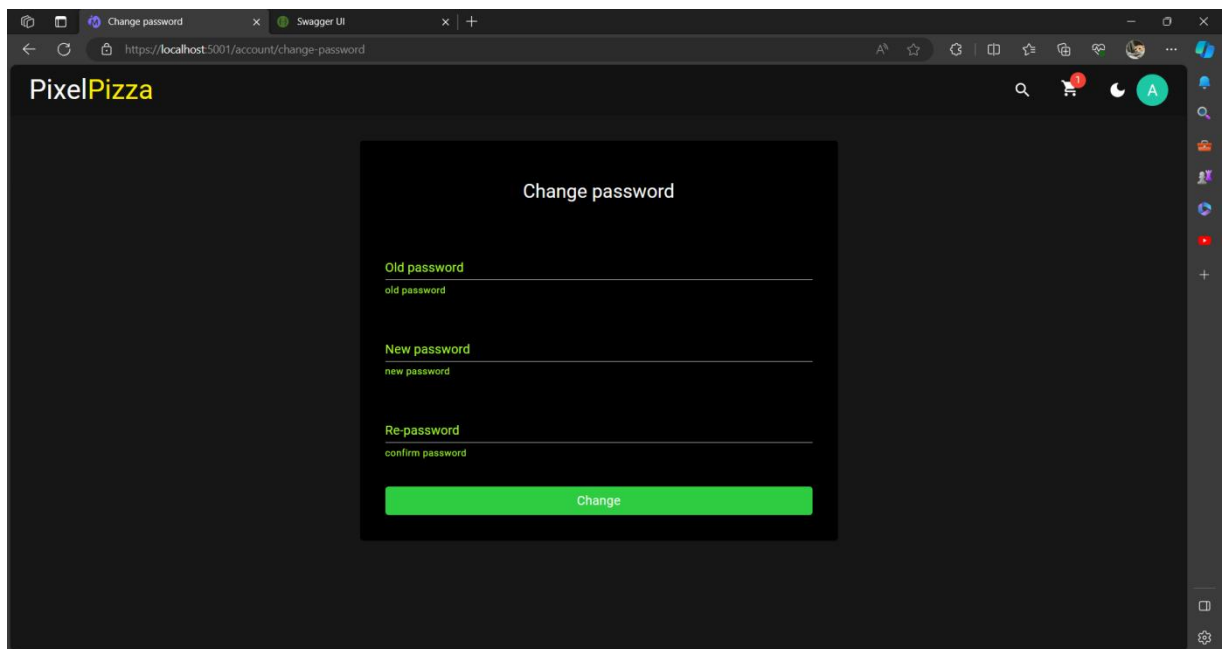 Change password
Swagger UI
https://localhost:5001/account/change-password
PixelPizza
1
A
Change password
Old password
old password
New password
new password
Re-password
confirm password
Change